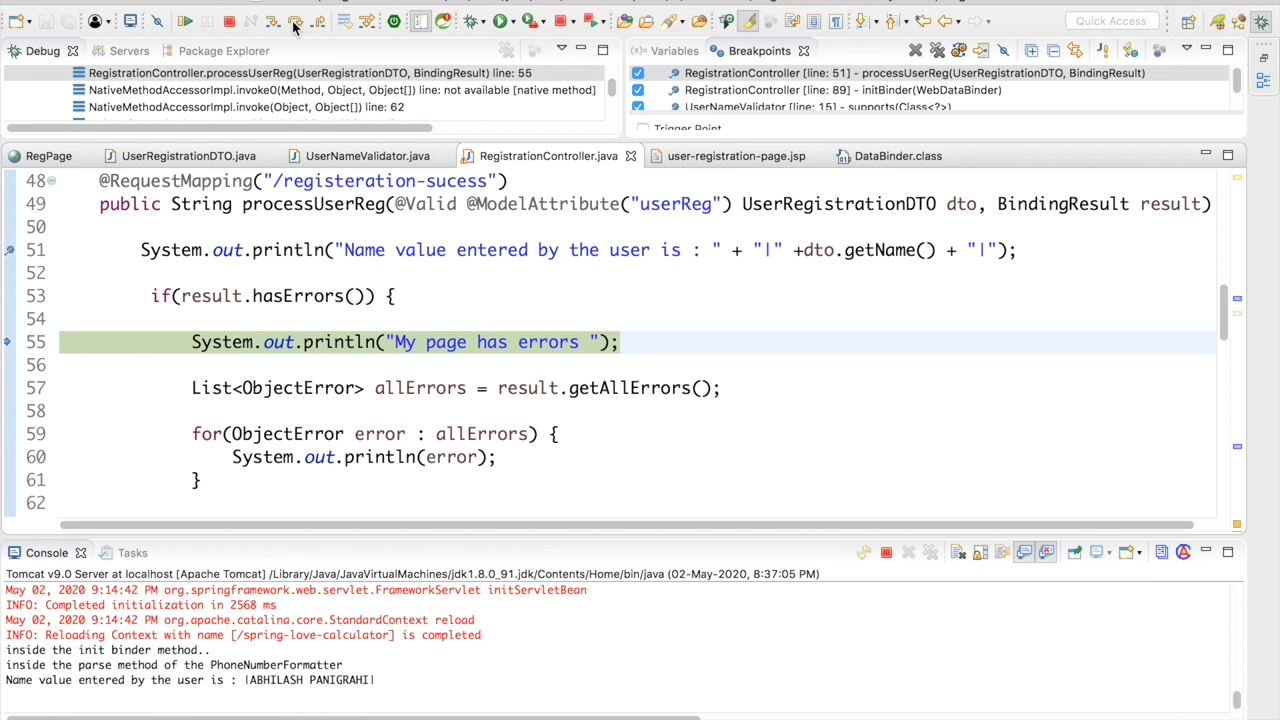 Quick Access
Debug
Servers
Package Explorer
(x)= Variables
Breakpoints
RegistrationController.processUserReg(UserRegistrationDTO, BindingResult) line: 55
NativeMethodAccessorImpl.invoke0(Method, Object, Object[]) line: not available [native method]
NativeMethodAccessorImpl.invoke(Object, Object[]) line: 62
RegistrationController [line: 51] - processUserReg(UserRegistrationDTO, BindingResult)
RegistrationController [line: 89] - initBinder(WebDataBinder)
UserNameValidator [line: 15] - supports(Class<?>)
Trigger Point
RegPage
UserRegistrationDTO.java
UserNameValidator.java
RegistrationController.java
user-registration-page.jsp
DataBinder.class
48 @RequestMapping("/registeration-sucess")
49 public String processUserReg(@Valid @ModelAttribute("userReg") UserRegistrationDTO dto, BindingResult result)
50
51 System.out.println("Name value entered by the user is : " + "|" +dto.getName() + "|");
52
53 if(result.hasErrors()) {
54
55 System.out.println("My page has errors ");
56
57 List<ObjectError> allErrors = result.getAllErrors();
58
59 for(ObjectError error : allErrors) {
60 System.out.println(error);
61 }
62
Console
Tasks
Tomcat v9.0 Server at localhost [Apache Tomcat] /Library/Java/JavaVirtualMachines/jdk1.8.0_91.jdk/Contents/Home/bin/java (02-May-2020, 8:37:05 PM)
May 02, 2020 9:14:42 PM org.springframework.web.servlet.FrameworkServlet initServletBean
INFO: Completed initialization in 2568 ms
May 02, 2020 9:14:42 PM org.apache.catalina.core.StandardContext reload
INFO: Reloading Context with name [/spring-love-calculator] is completed
inside the init binder method..
inside the parse method of the PhoneNumberFormatter
Name value entered by the user is : |ABHILASH PANIGRAHI|